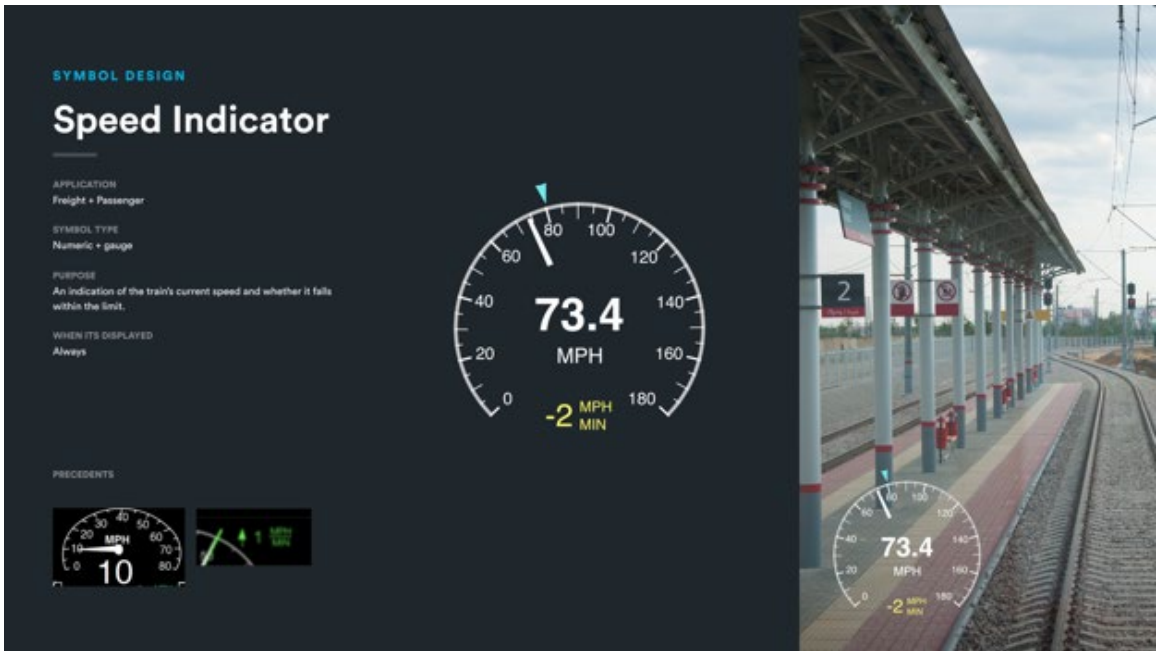 SYMBOL DESIGN
Speed Indicator
APPLICATION
Freight + Passenger
SYMBOL TYPE
Numeric + gauge
PURPOSE
An indication of the train's current speed and whether it falls
within the limit.
WHEN ITS DISPLAYED
Always
0
20
40
60
80
100
120
140
160
180
73.4
MPH
-2 MPH
MIN
PRECEDENTS
0
10
20
30
40
50
60
70
80
MPH
10
1 MPH
MIN
2
0
20
40
60
80
100
120
140
160
180
73.4
MPH
-2 MPH
MIN